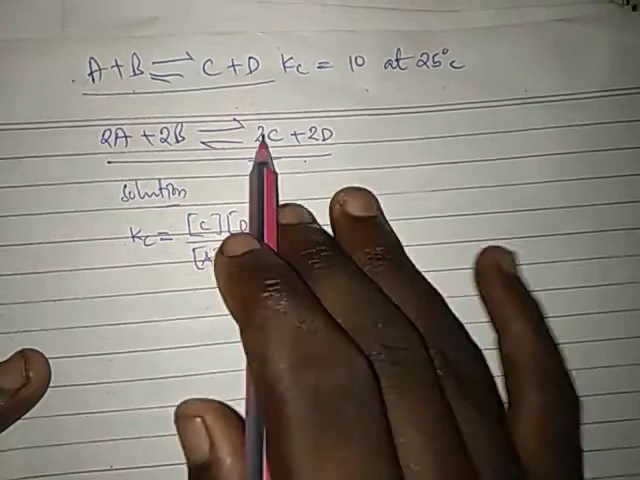 A + B ⇌ C + D Kc = 10 at 25°c
2A + 2B ⇌ 2C + 2D
solution
Kc = [C][D
[A]